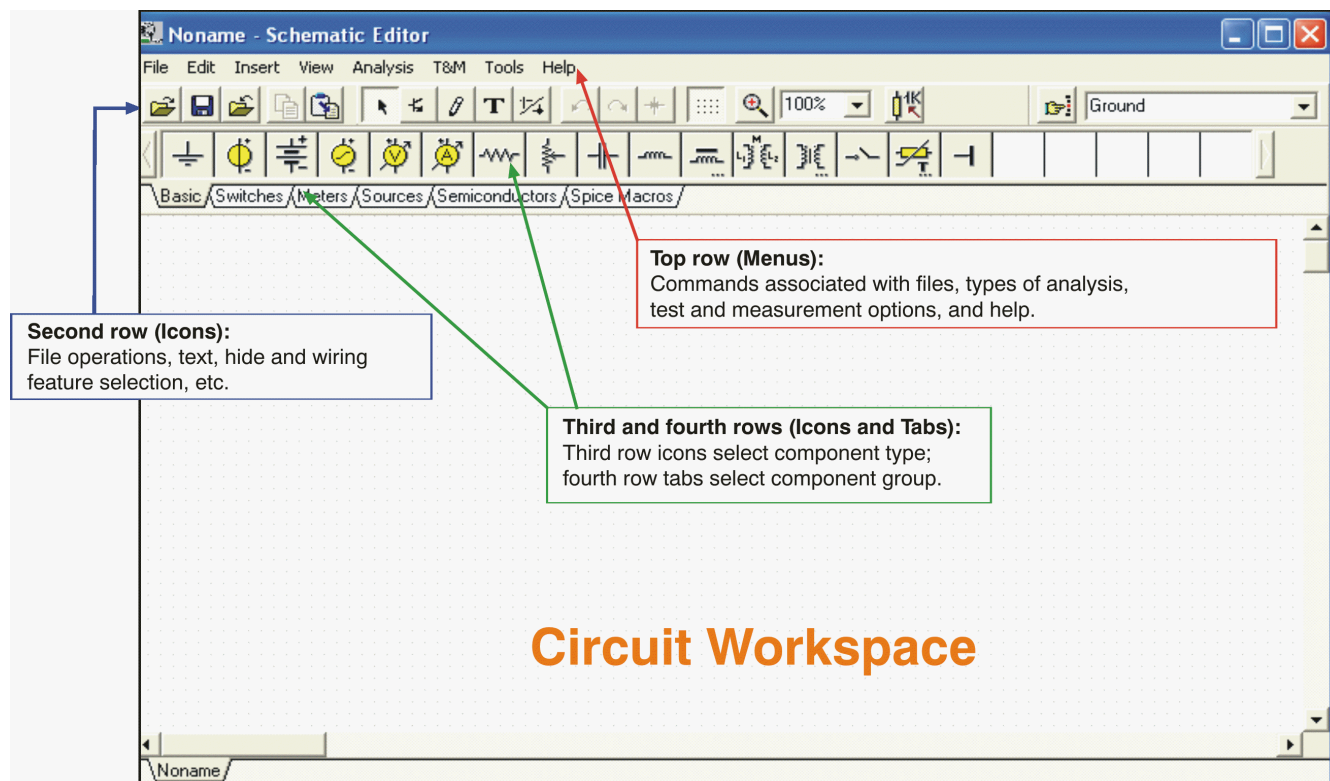 Noname - Schematic Editor
File Edit Insert View Analysis T&M Tools Help
T 100% 1K Ground
V A M L1 L2
Basic Switches Meters Sources Semiconductors Spice Macros
Top row (Menus):
Commands associated with files, types of analysis,
test and measurement options, and help.
Second row (Icons):
File operations, text, hide and wiring
feature selection, etc.
Third and fourth rows (Icons and Tabs):
Third row icons select component type;
fourth row tabs select component group.
Circuit Workspace
Noname